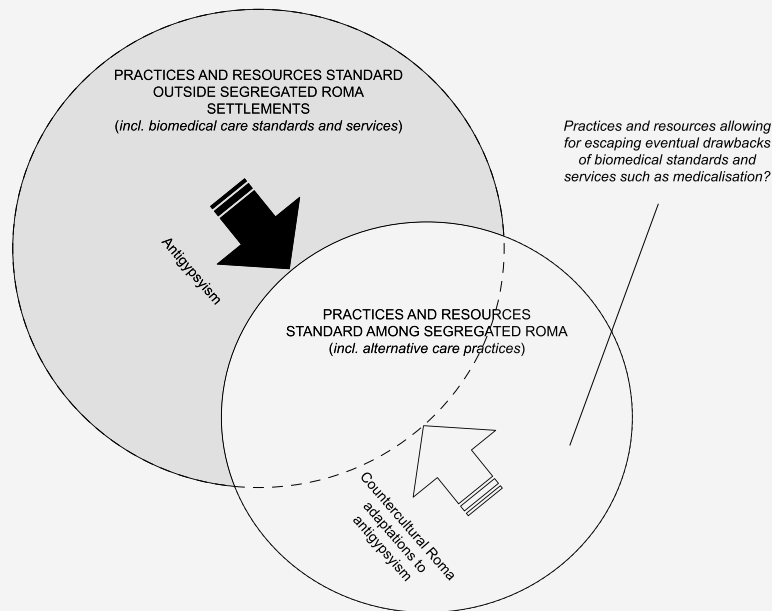 PRACTICES AND RESOURCES STANDARD
OUTSIDE SEGREGATED ROMA
SETTLEMENTS
(incl. biomedical care standards and services)
Practices and resources allowing
for escaping eventual drawbacks
of biomedical standards and
services such as medicalisation?
Antigypsyism
PRACTICES AND RESOURCES
STANDARD AMONG SEGREGATED ROMA
(incl. alternative care practices)
Countercultural Roma
adaptations to
antigypsyism